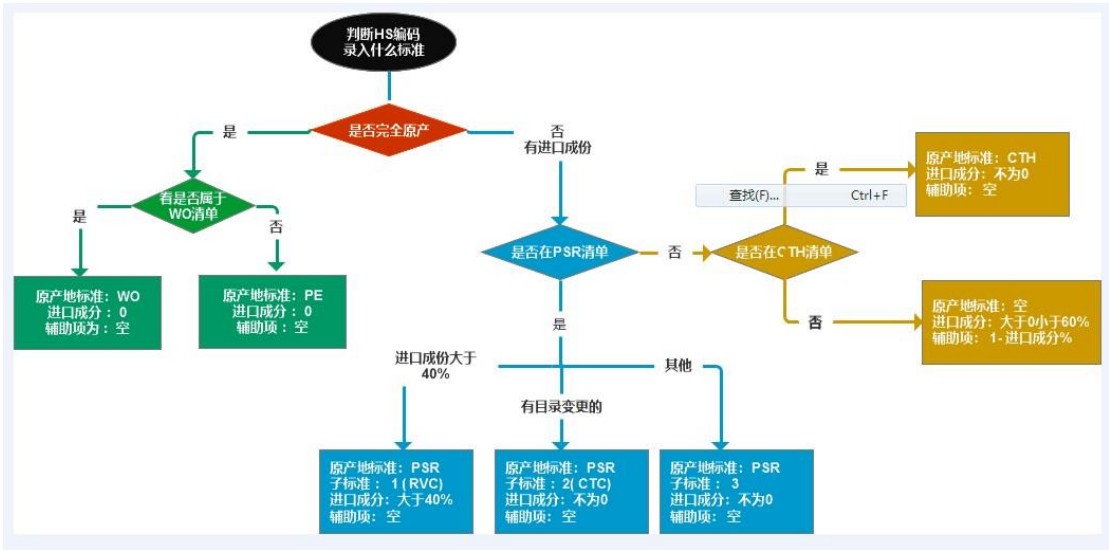 判断HS编码
录入什么标准
是否完全原产
是
否
有进口成份
看是否属于
WO清单
是
否
原产地标准：WO
进口成分：0
辅助项为：空
原产地标准：PE
进口成分：0
辅助项：空
是否在PSR清单
否
是否在CTH清单
是
查找(F)... Ctrl+F
原产地标准：CTH
进口成分：不为0
辅助项：空
否
原产地标准：空
进口成分：大于0小于60%
辅助项：1-进口成分%
是
进口成份大于
40%
有目录变更的
其他
原产地标准：PSR
子标准：1(RVC)
进口成分：大于40%
辅助项：空
原产地标准：PSR
子标准：2(CTC)
进口成分：不为0
辅助项：空
原产地标准：PSR
子标准：3
进口成分：不为0
辅助项：空